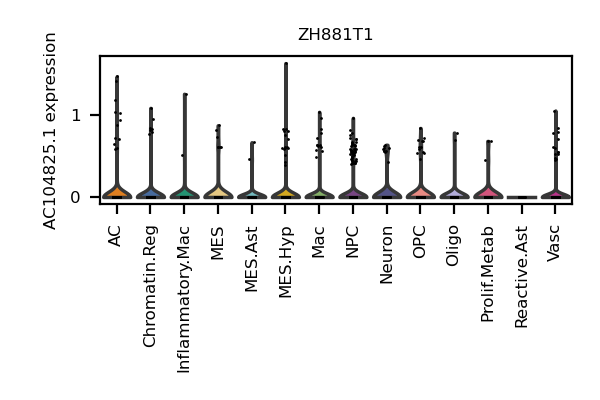 ZH881T1
AC104825.1 expression
1
0
AC
Chromatin.Reg
Inflammatory.Mac
MES
MES.Ast
MES.Hyp
Mac
NPC
Neuron
OPC
Oligo
Prolif.Metab
Reactive.Ast
Vasc